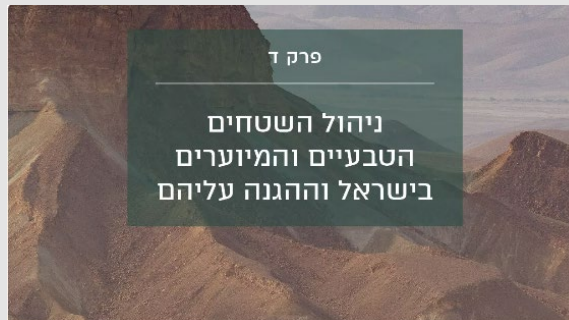 פרק ד
ניהול השטחים
הטבעיים והמיוערים
בישראל וההגנה עליהם